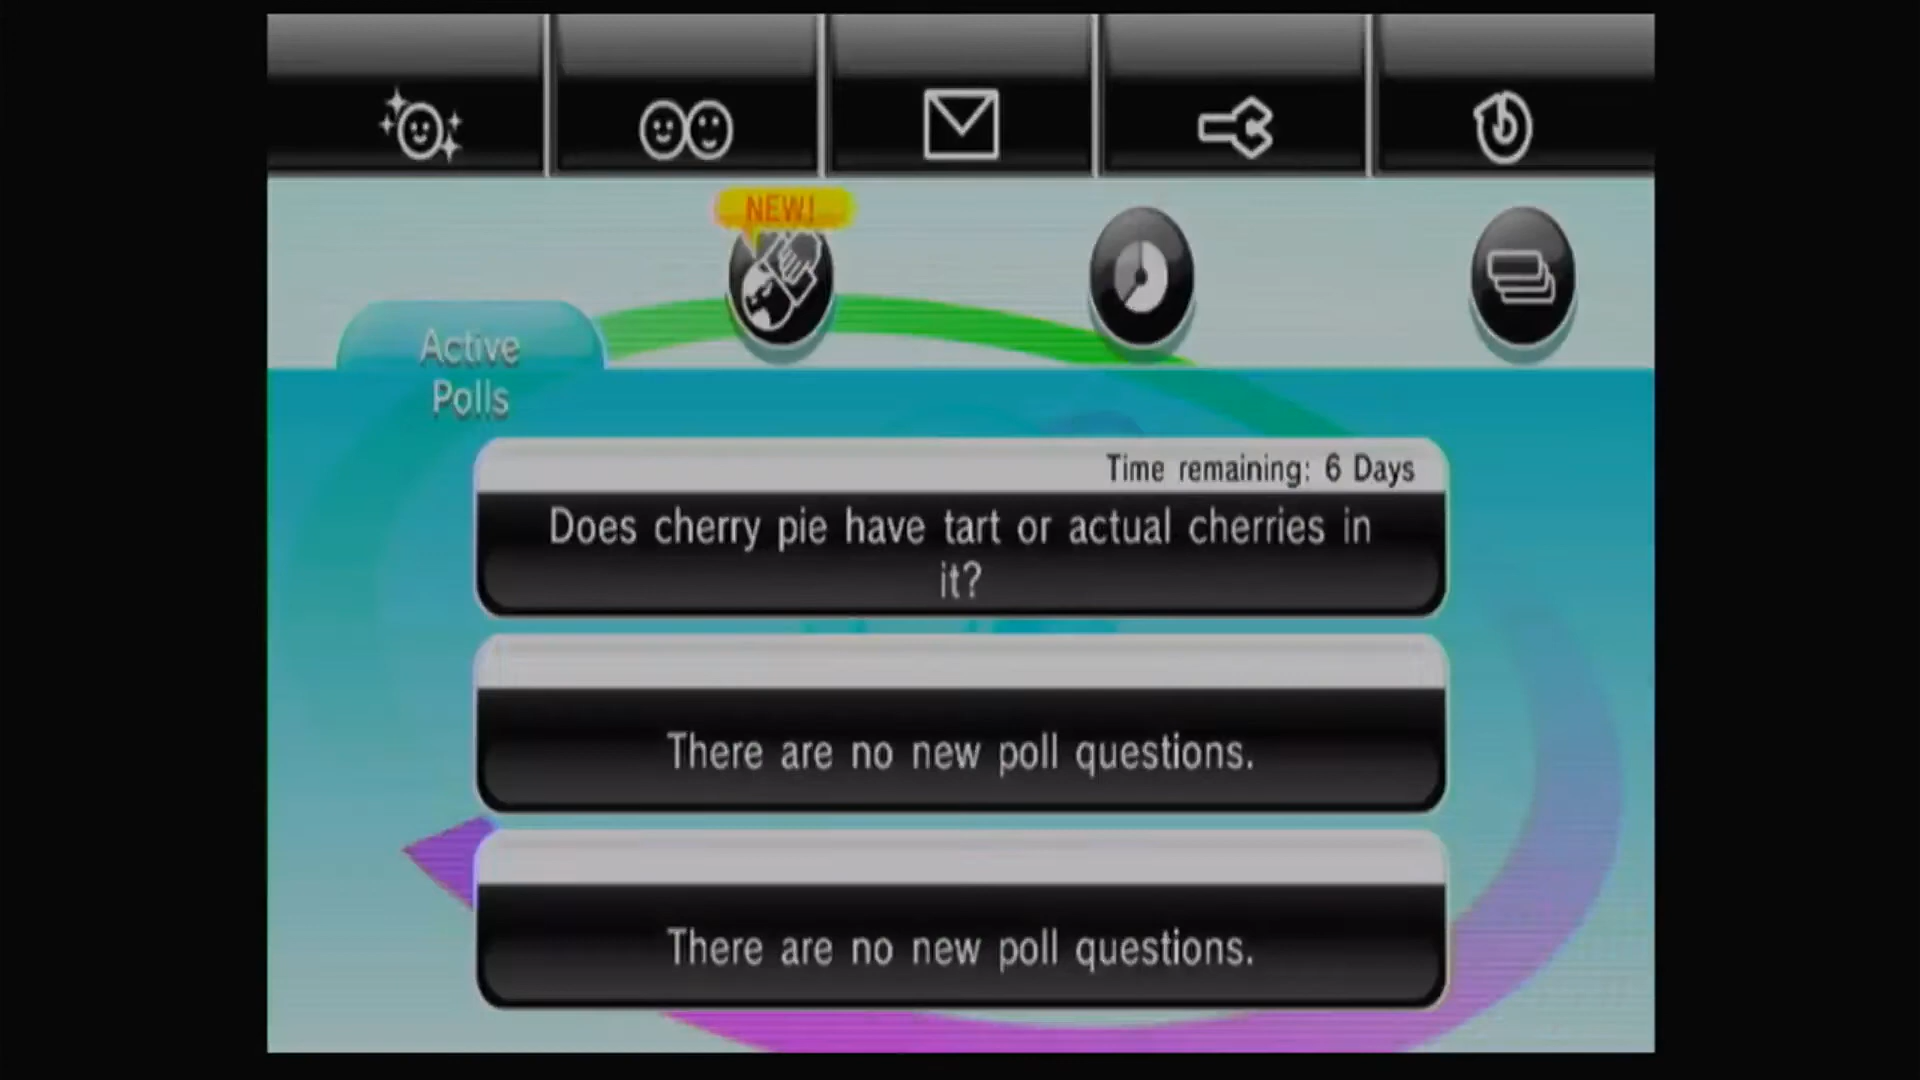 NEW!
Active
Polls
Time remaining: 6 Days
Does cherry pie have tart or actual cherries in
it?
There are no new poll questions.
There are no new poll questions.